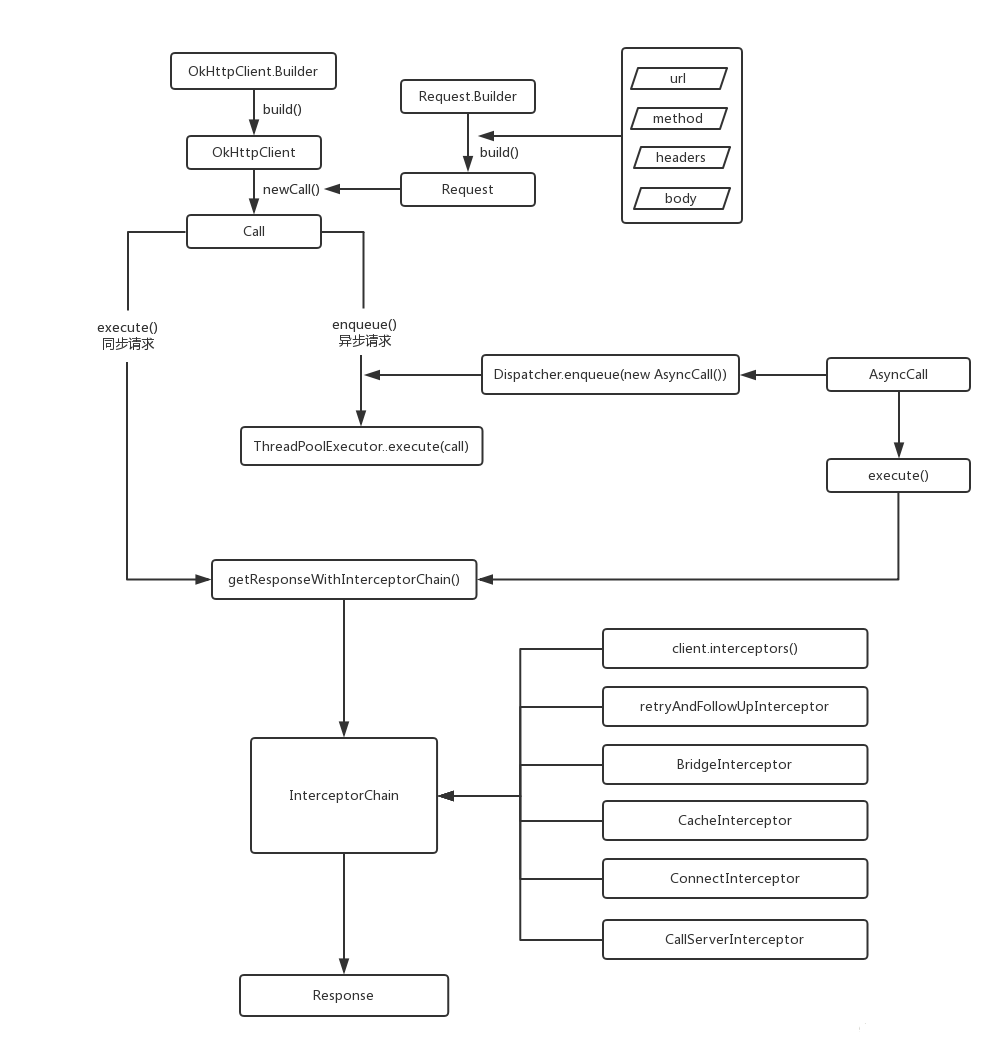 OkHttpClient.Builder
build()
OkHttpClient
newCall()
Call
Request.Builder
build()
Request
url
method
headers
body
execute()
同步请求
enqueue()
异步请求
Dispatcher.enqueue(new AsyncCall())
AsyncCall
ThreadPoolExecutor..execute(call)
execute()
getResponseWithInterceptorChain()
client.interceptors()
retryAndFollowUpInterceptor
BridgeInterceptor
InterceptorChain
CacheInterceptor
ConnectInterceptor
CallServerInterceptor
Response